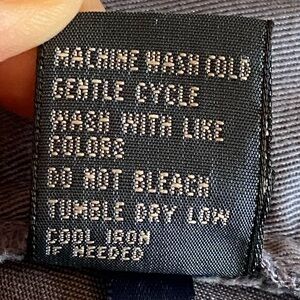 MACHINE WASH COLD
GENTLE CYCLE
WASH WITH LIKE
COLORS
DO NOT BLEACH
TUMBLE DRY LOW
COOL IRON
IF NEEDED